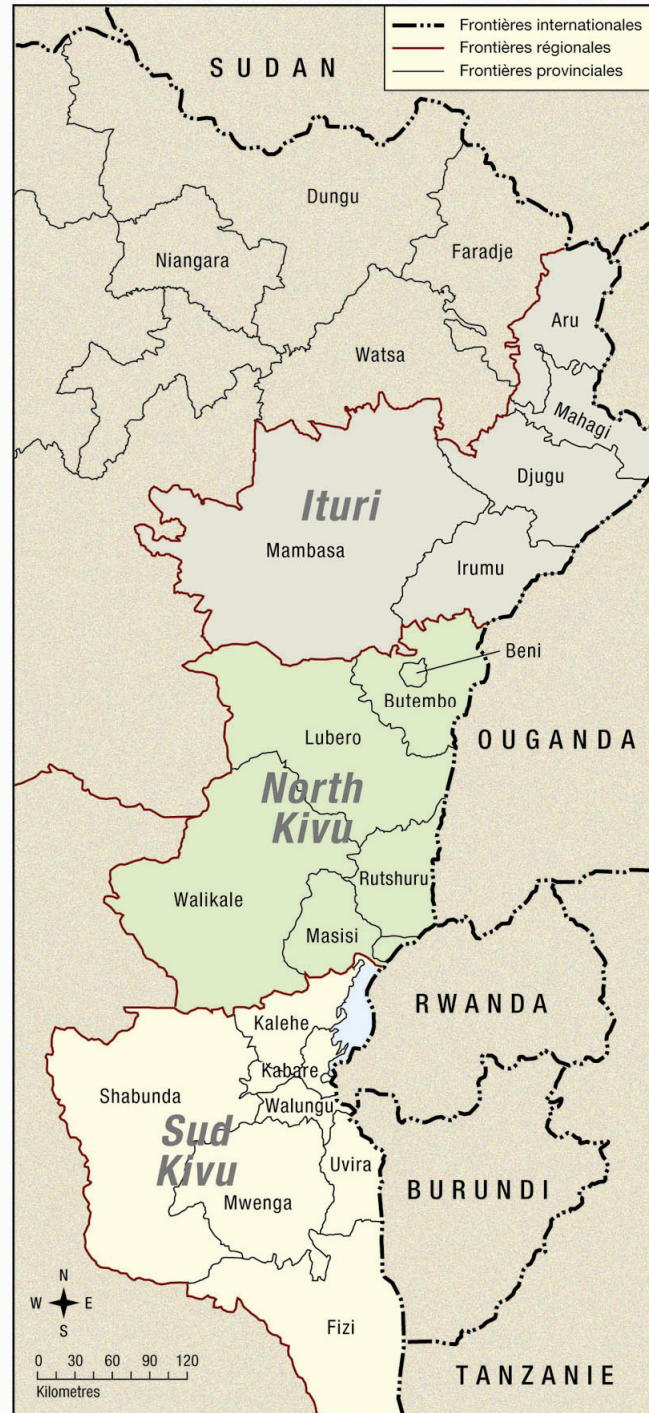 Frontières internationales
Frontières régionales
Frontières provinciales
SUDAN
Dungu
Faradje
Niangara
Aru
Watsa
Mahagi
Djugu
Ituri
Mambasa
Irumu
Beni
Butembo
Lubero
OUGANDA
North
Kivu
Rutshuru
Walikale
Masisi
RWANDA
Kalehe
Kabare
Shabunda
Walungu
Sud
Kivu
Uvira
BURUNDI
Mwenga
N
W E
S
Fizi
0 30 60 90 120
Kilometres
TANZANIE